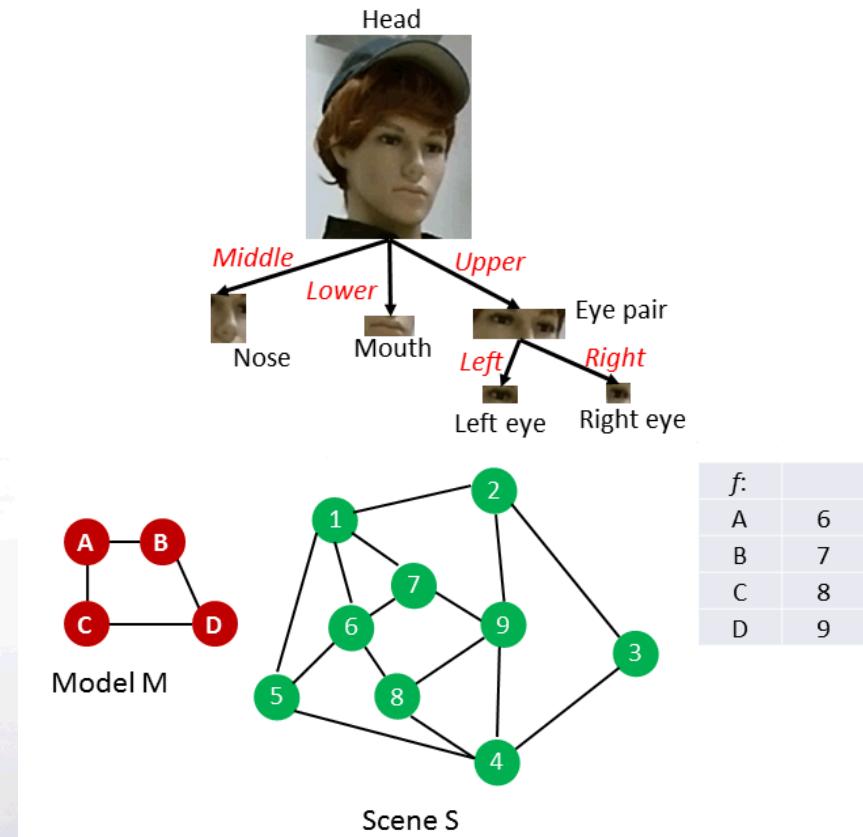 Head
Middle
Lower
Upper
Nose
Mouth
Eye pair
Left
Right
Left eye
Right eye
A
B
C
D
Model M
1
2
7
6
9
3
5
8
4
Scene S
f:
A 6
B 7
C 8
D 9